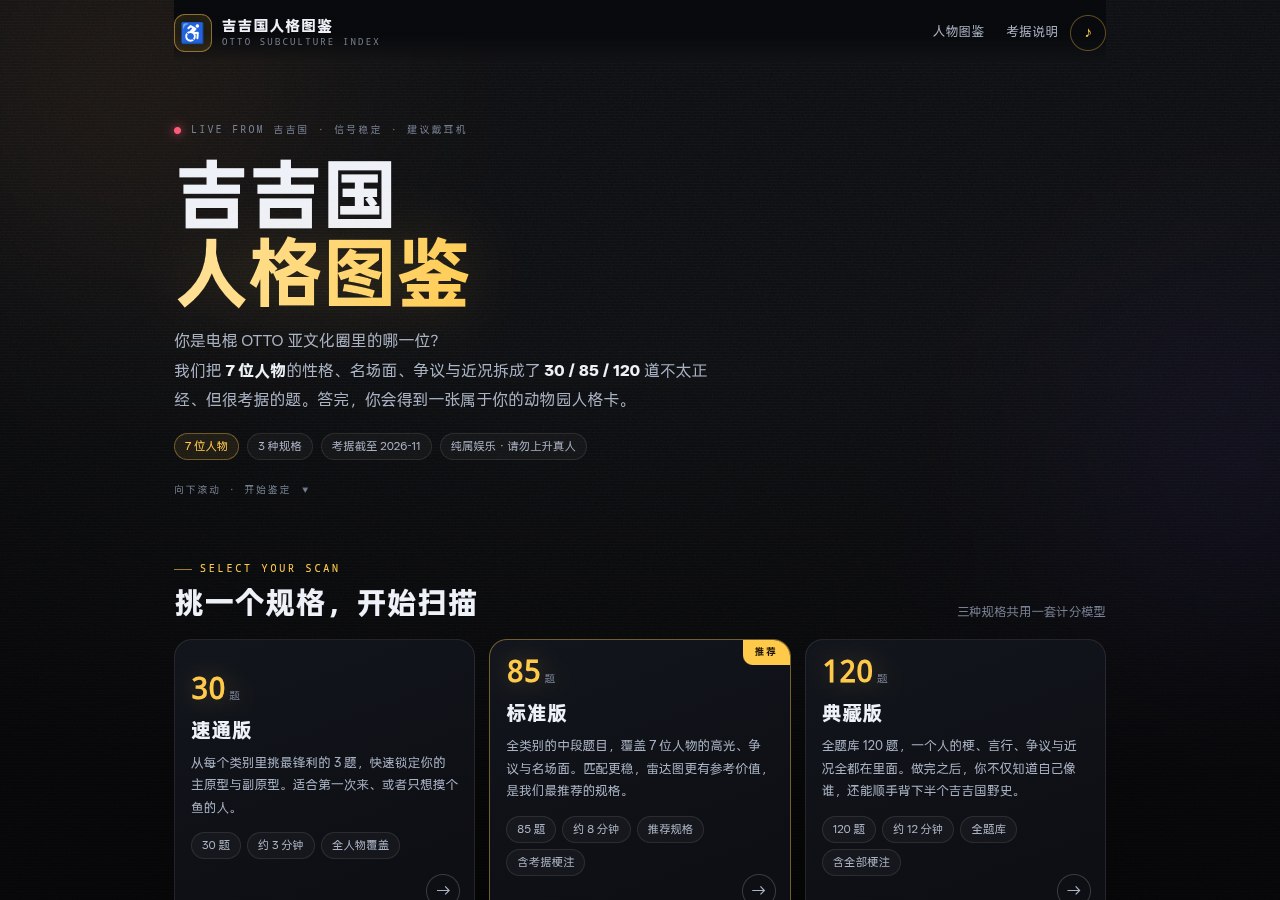 吉吉国人格图鉴
OTTO SUBCULTURE INDEX
人物图鉴
考据说明
♪
LIVE FROM 吉吉国 · 信号稳定 · 建议戴耳机
吉吉国
人格图鉴
你是电棍 OTTO 亚文化圈里的哪一位?
我们把 7 位人物的性格、名场面、争议与近况拆成了 30 / 85 / 120 道不太正
经、但很考据的题。答完，你会得到一张属于你的动物园人格卡。
7 位人物
3 种规格
考据截至 2026-11
纯属娱乐 · 请勿上升真人
向下滚动 · 开始鉴定 ▼
SELECT YOUR SCAN
挑一个规格，开始扫描
三种规格共用一套计分模型
30 题
速通版
从每个类别里挑最锋利的 3 题，快速锁定你的
主原型与副原型。适合第一次来、或者只想摸个
鱼的人。
30 题
约 3 分钟
全人物覆盖
→
推荐
85 题
标准版
全类别的中段题目，覆盖 7 位人物的高光、争
议与名场面。匹配更稳，雷达图更有参考价值，
是我们最推荐的规格。
85 题
约 8 分钟
推荐规格
含考据梗注
→
120 题
典藏版
全题库 120 题，一个人的梗、言行、争议与近
况全都在里面。做完之后，你不仅知道自己像
谁，还能顺手背下半个吉吉国野史。
120 题
约 12 分钟
全题库
含全部梗注
→